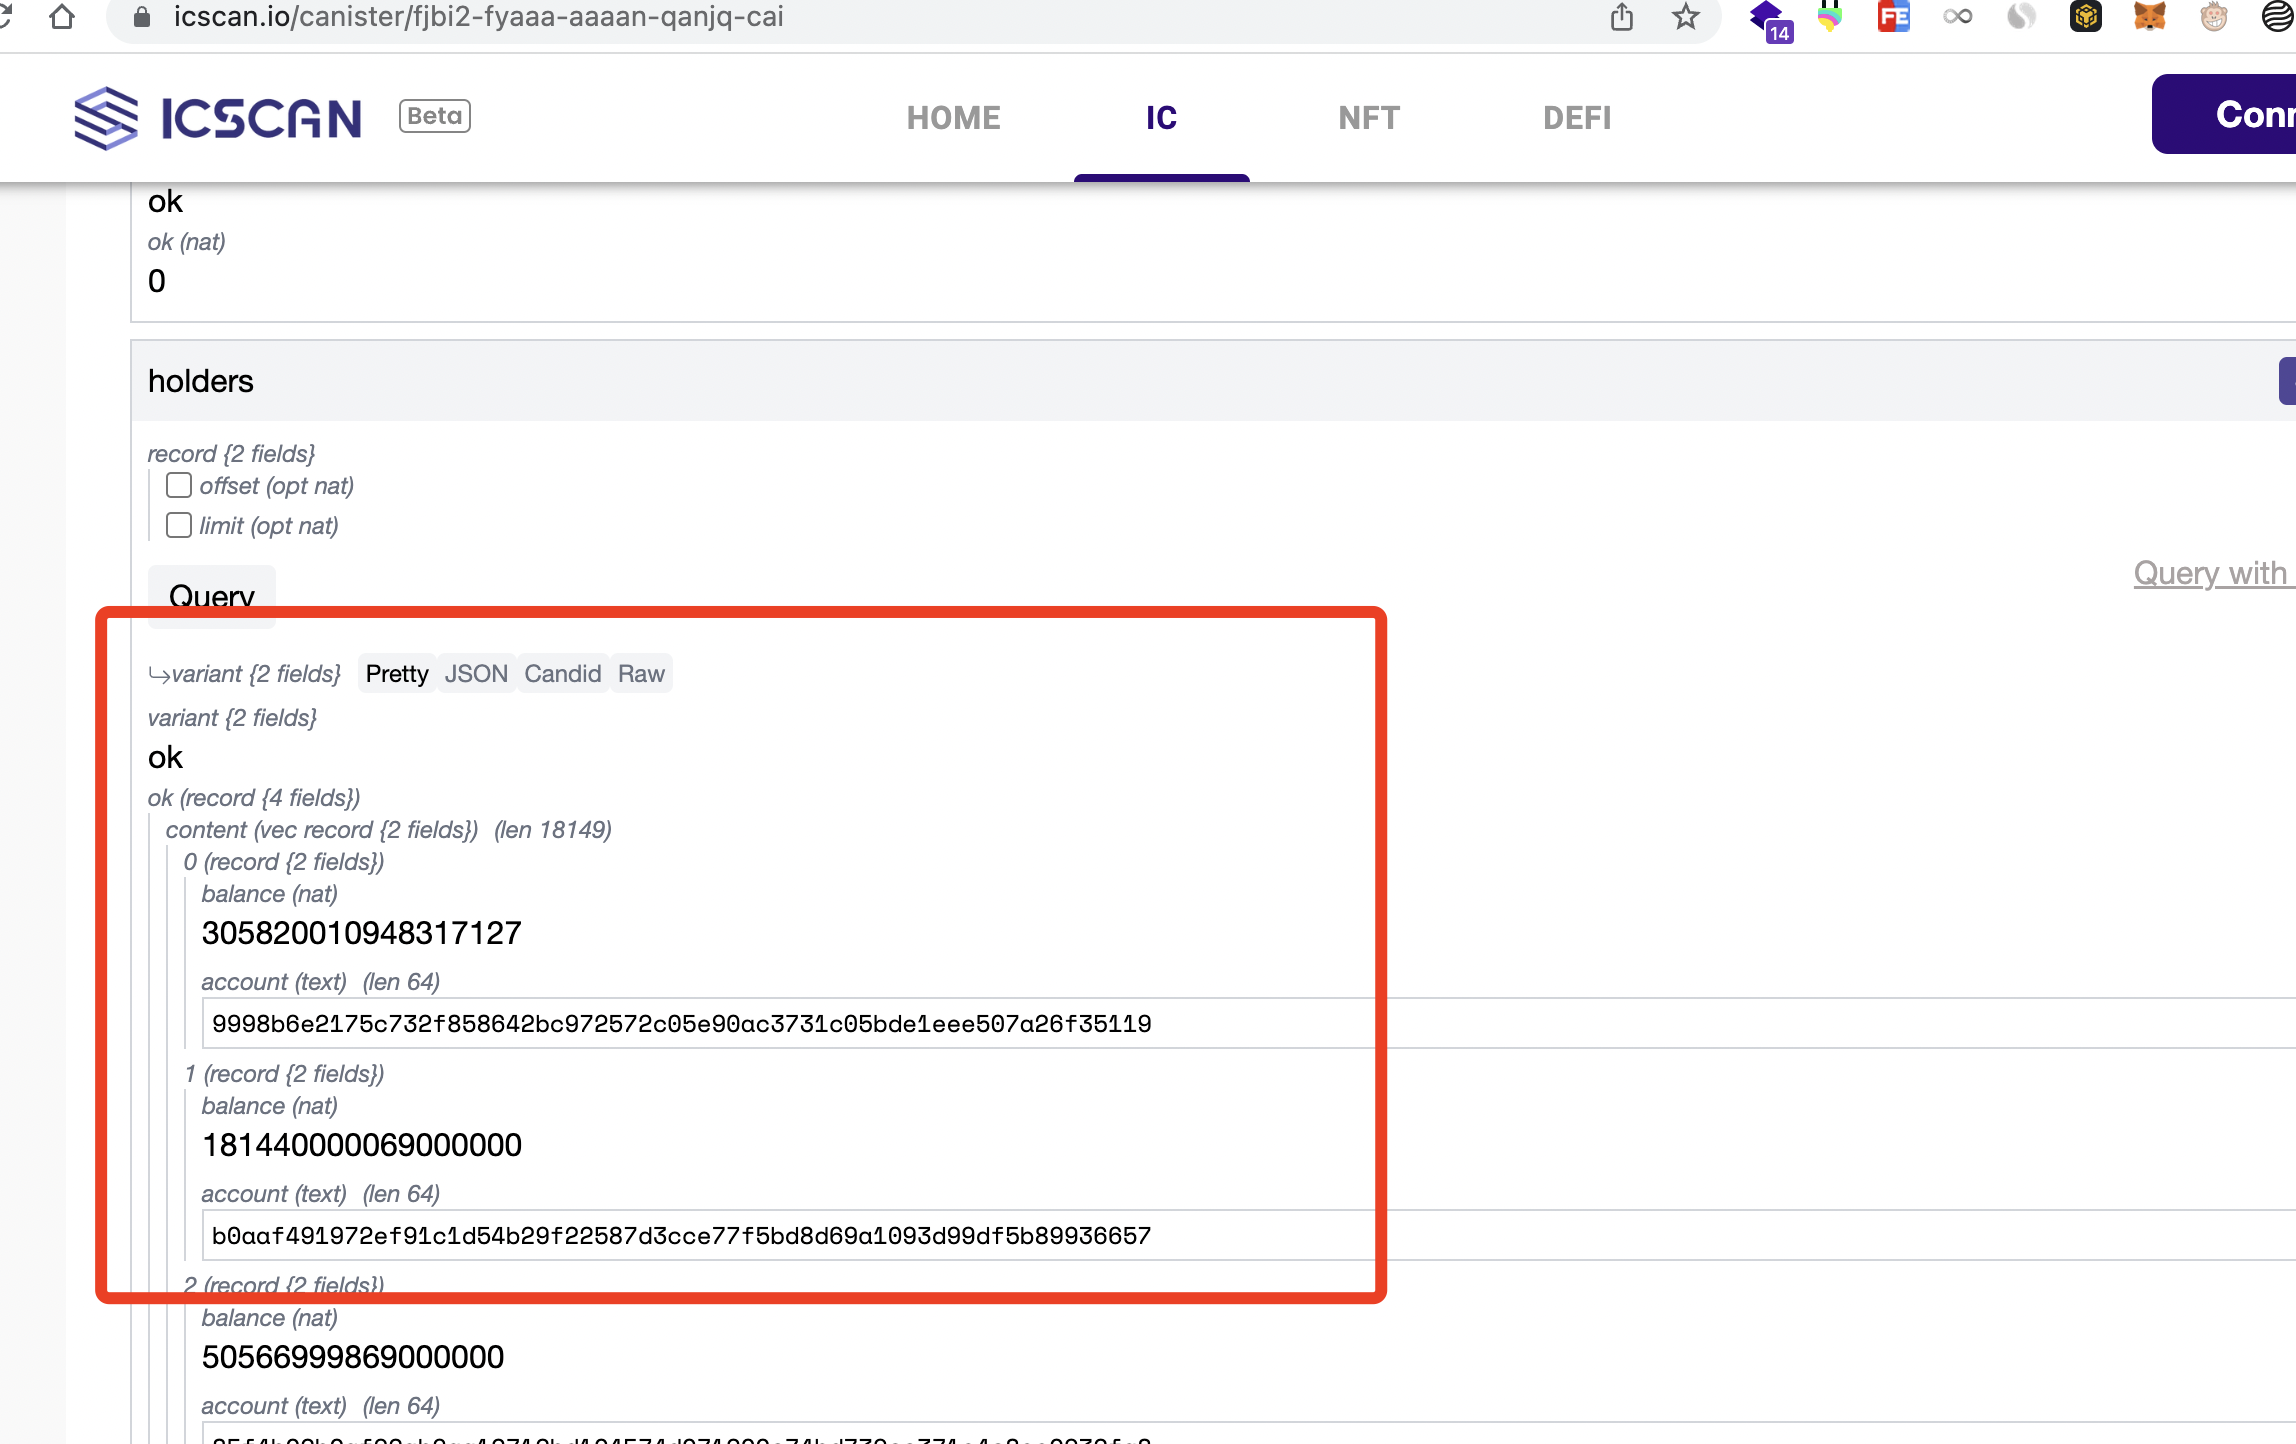 icscan.io/canister/fjbi2-fyaaa-aaaan-qanjq-cai
14
FE
ICSCAN Beta HOME IC NFT DEFI
ok
ok (nat)
0
holders
record {2 fields}
offset (opt nat)
limit (opt nat)
Query with
Query
↳variant {2 fields} Pretty JSON Candid Raw
variant {2 fields}
ok
ok (record {4 fields})
content (vec record {2 fields}) (len 18149)
0 (record {2 fields})
balance (nat)
305820010948317127
account (text) (len 64)
9998b6e2175c732f858642bc972572c05e90ac3731c05bde1eee507a26f35119
1 (record {2 fields})
balance (nat)
181440000069000000
account (text) (len 64)
b0aaf491972ef91c1d54b29f22587d3cce77f5bd8d69a1093d99df5b89936657
2 (record {2 fields})
balance (nat)
50566999869000000
account (text) (len 64)